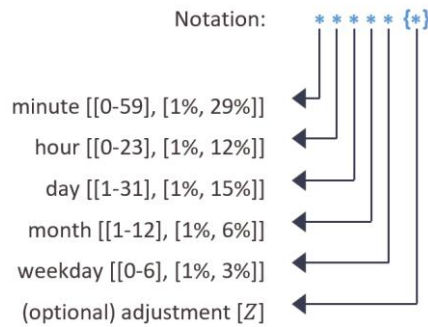 Notation: * * * * * {*}
minute [[0-59], [1%, 29%]]
hour [[0-23], [1%, 12%]]
day [[1-31], [1%, 15%]]
month [[1-12], [1%, 6%]]
weekday [[0-6], [1%, 3%]]
(optional) adjustment [Z]